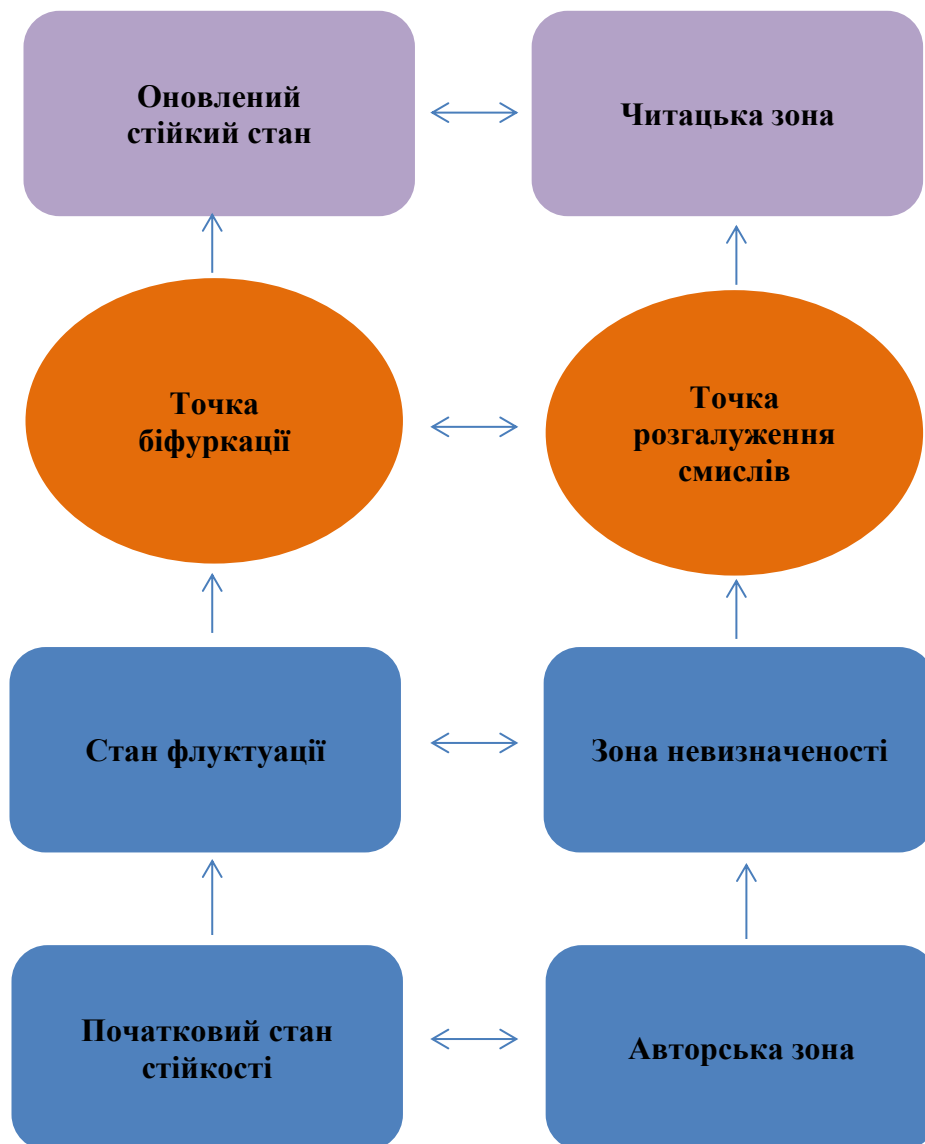 Оновлений
стійкий стан
Читацька зона
Точка
біфуркації
Точка
розгалуження
смислів
Стан флуктуації
Зона невизначеності
Початковий стан
стійкості
Авторська зона